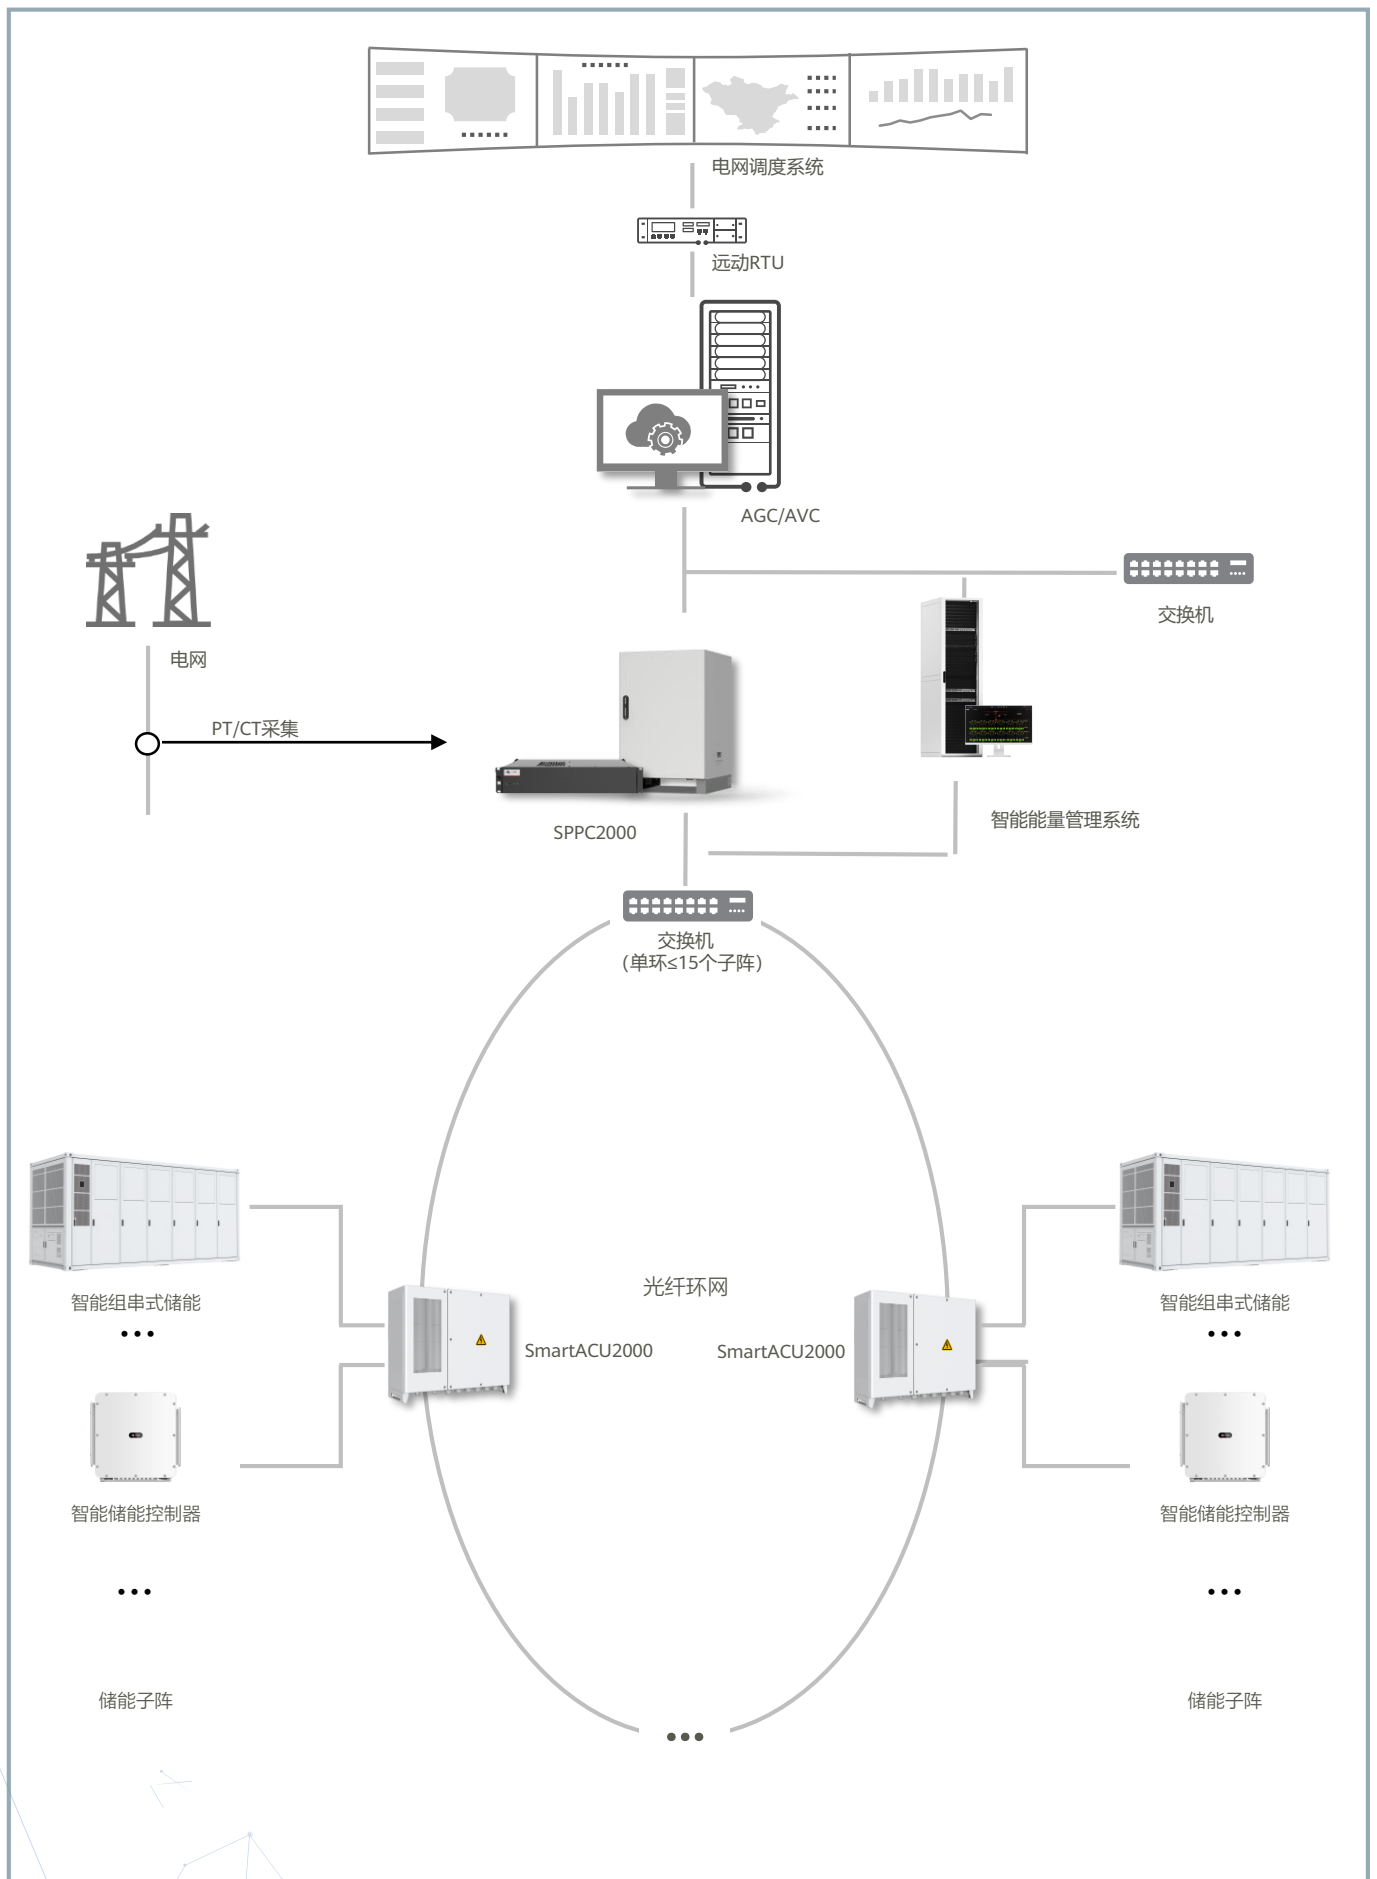 电网调度系统
远动RTU
AGC/AVC
交换机
电网
PT/CT采集
智能能量管理系统
SPPC2000
交换机
（单环≤15个子阵）
光纤环网
智能组串式储能
智能组串式储能
SmartACU2000
SmartACU2000
智能储能控制器
智能储能控制器
储能子阵
储能子阵